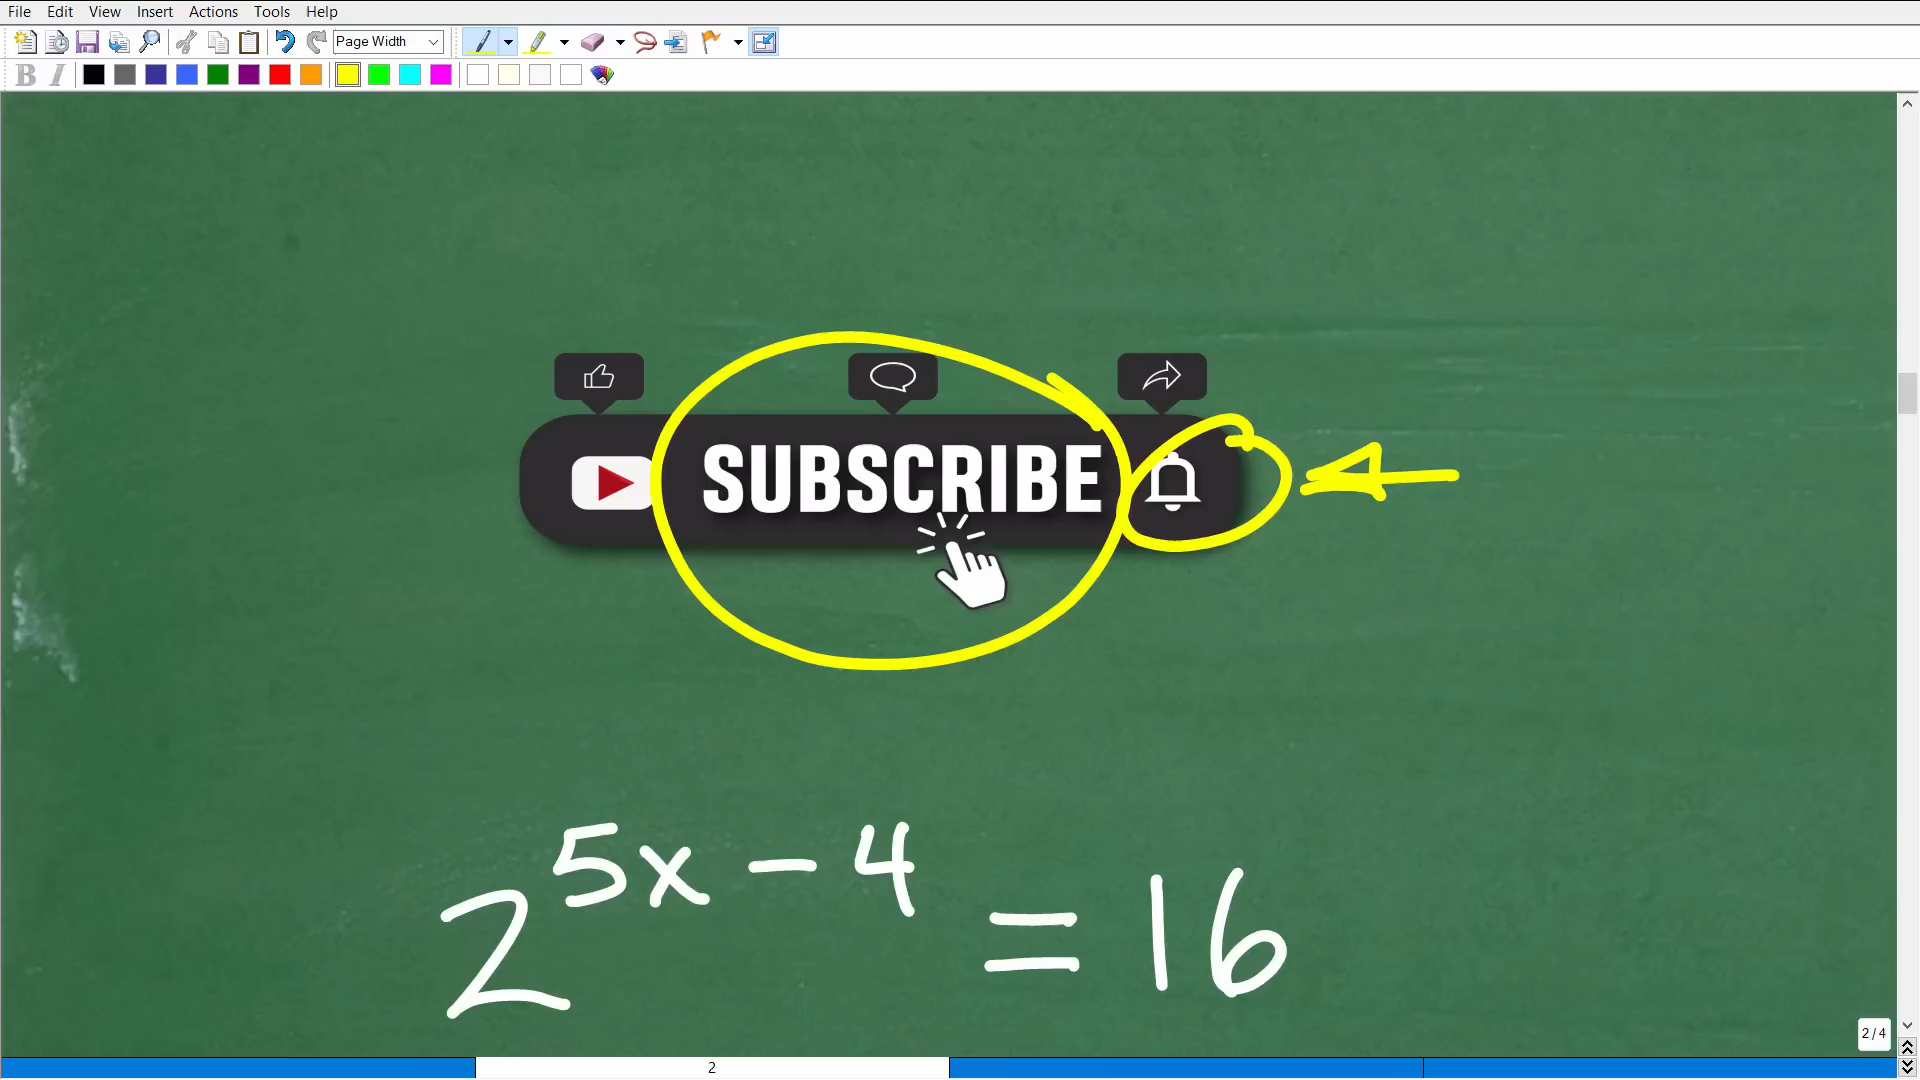 File Edit View Insert Actions Tools Help
Page Width
B I
SUBSCRIBE
2^{5x - 4} = 16
2 / 4
2